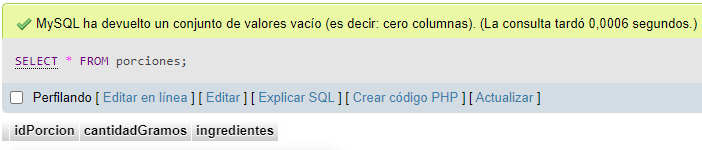 MySQL ha devuelto un conjunto de valores vacío (es decir: cero columnas). (La consulta tardó 0,0006 segundos.)
SELECT * FROM porciones;
Perfilando [ Editar en línea ] [ Editar ] [ Explicar SQL ] [ Crear código PHP ] [ Actualizar ]
idPorcion cantidadGramos ingredientes